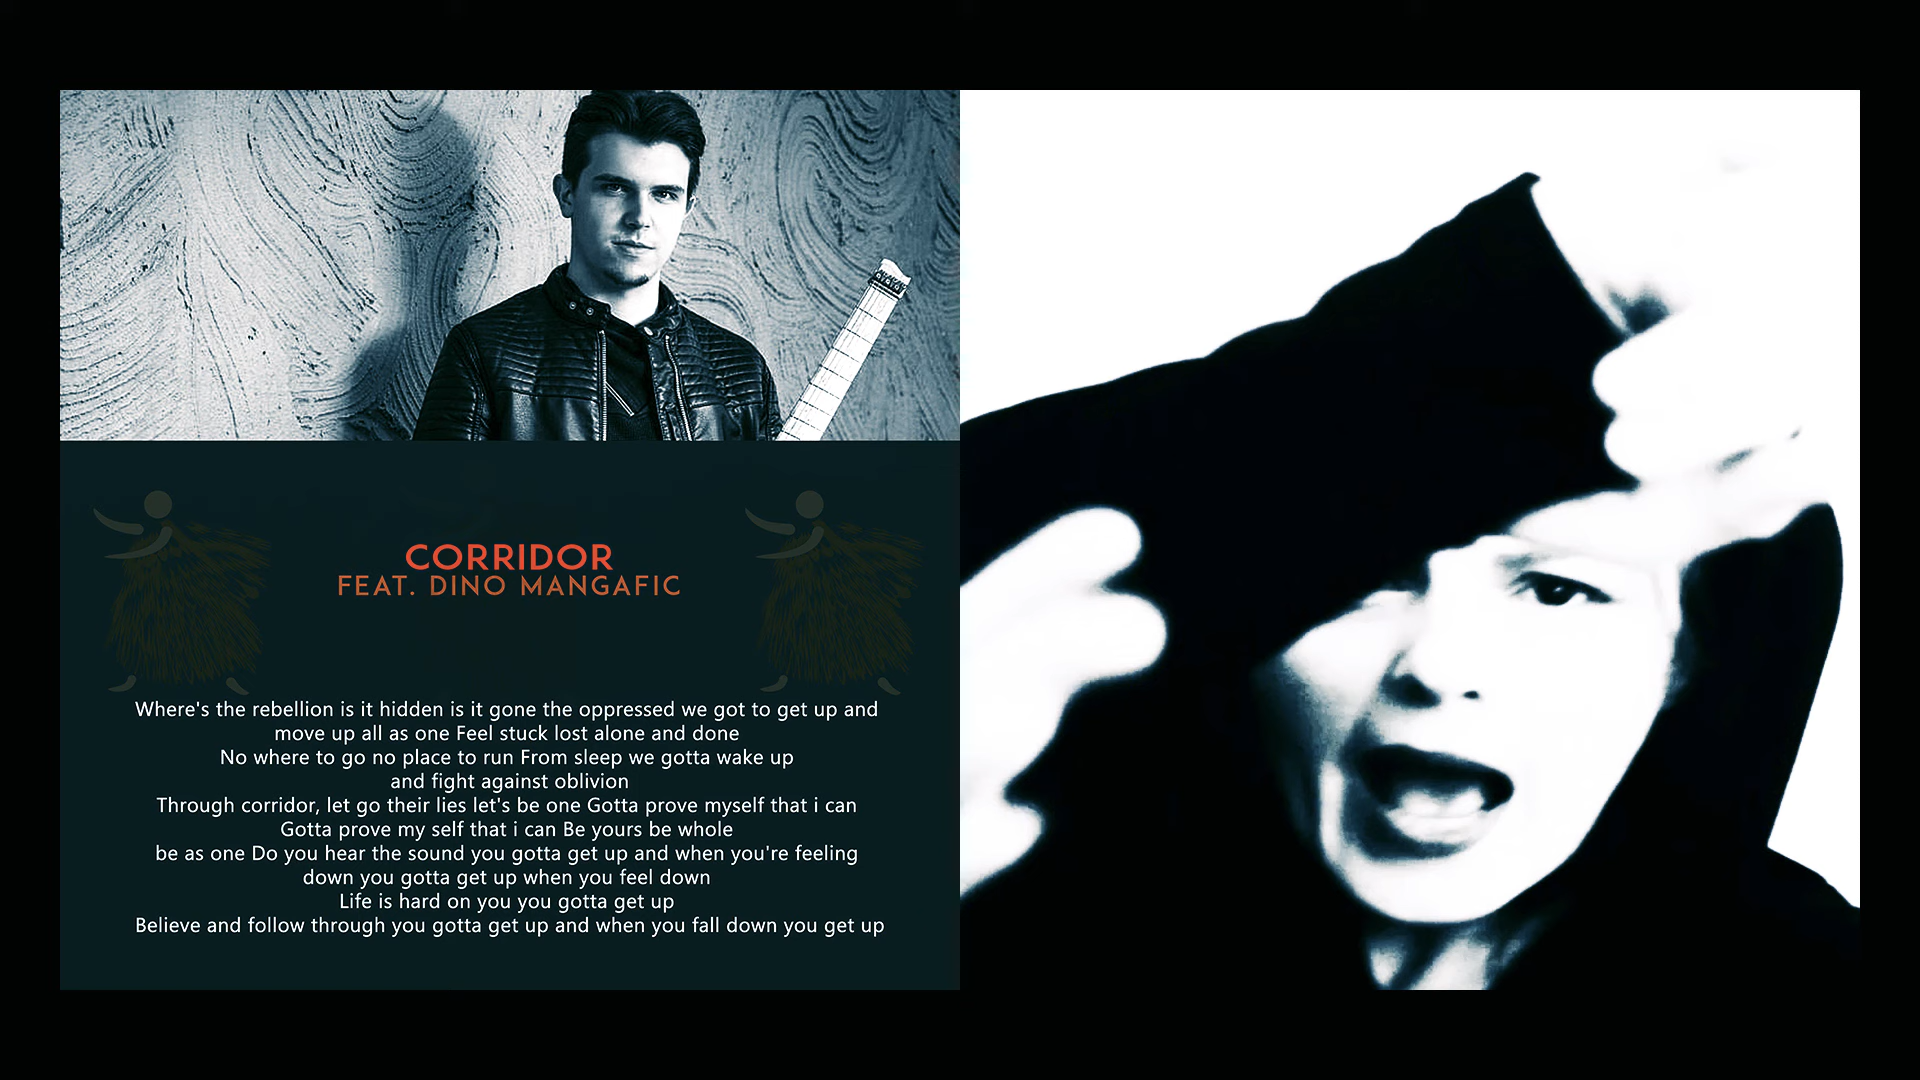 CORRIDOR
FEAT. DINO MANGAFIC
Where's the rebellion is it hidden is it gone the oppressed we got to get up and
move up all as one Feel stuck lost alone and done
No where to go no place to run From sleep we gotta wake up
and fight against oblivion
Through corridor, let go their lies let's be one Gotta prove myself that i can
Gotta prove my self that i can Be yours be whole
be as one Do you hear the sound you gotta get up and when you're feeling
down you gotta get up when you feel down
Life is hard on you you gotta get up
Believe and follow through you gotta get up and when you fall down you get up